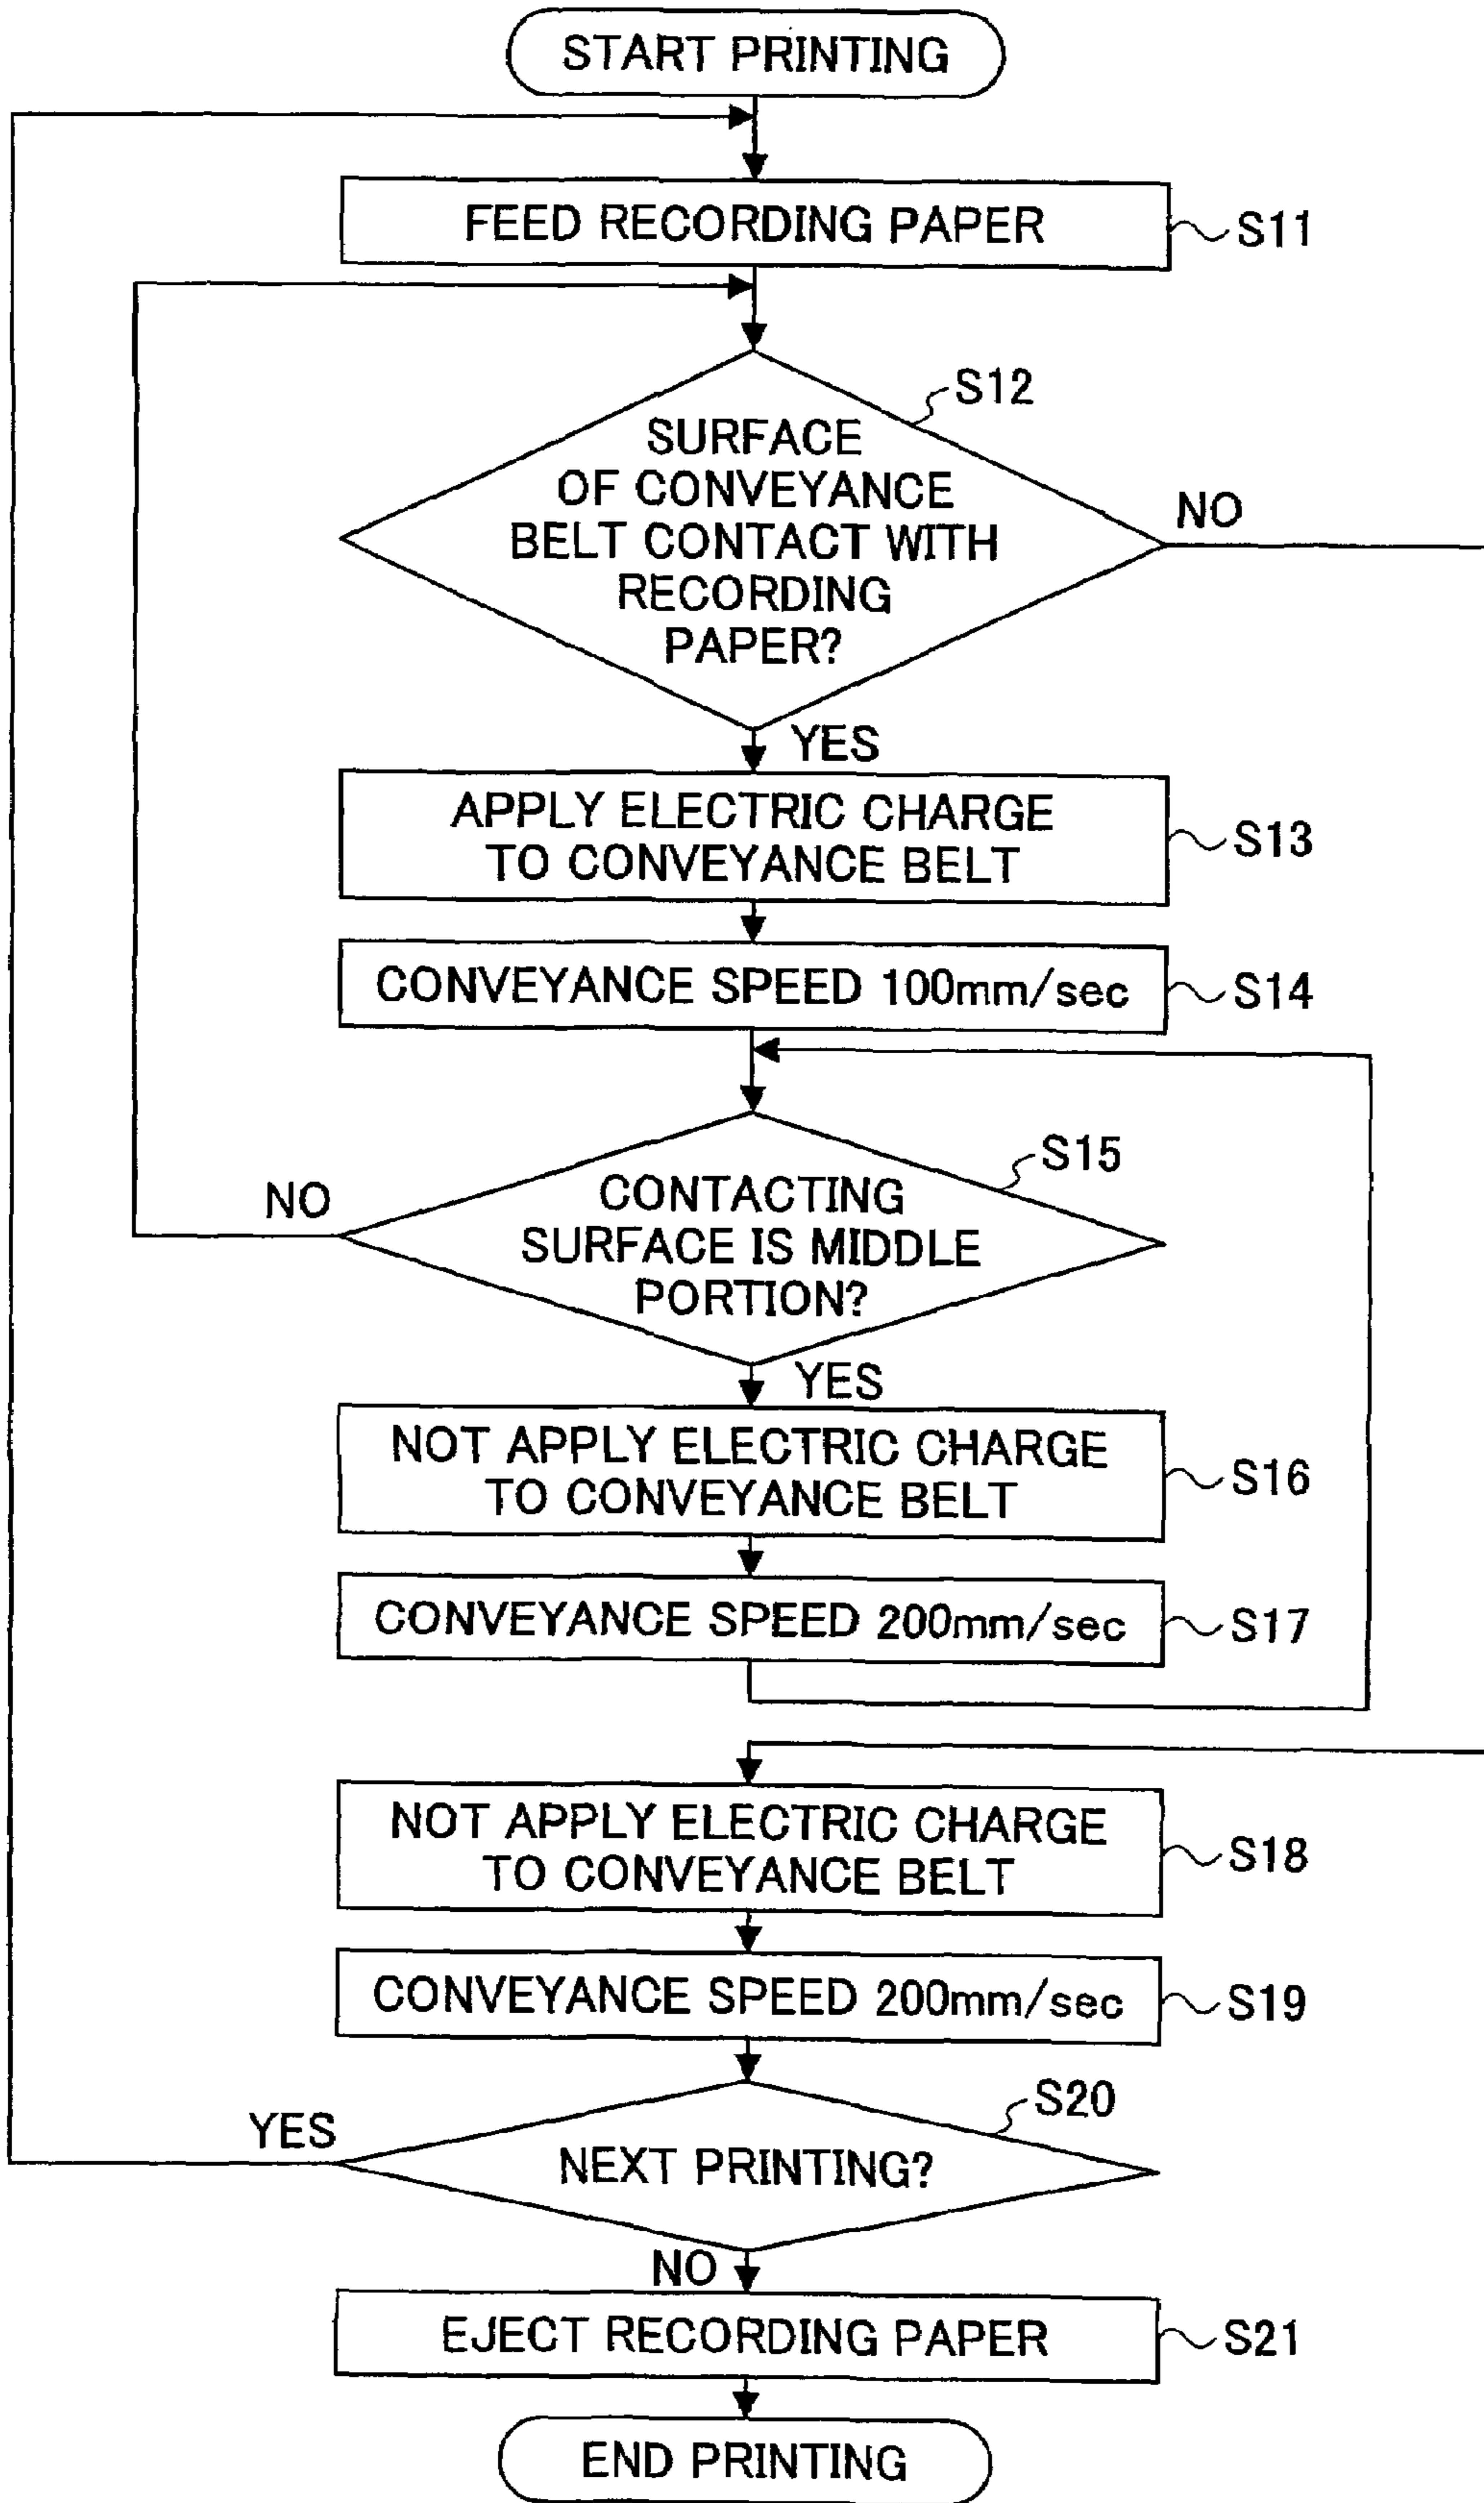 START PRINTING
FEED RECORDING PAPER
S11
S12
SURFACE
OF CONVEYANCE
BELT CONTACT WITH
RECORDING
PAPER?
NO
YES
APPLY ELECTRIC CHARGE
TO CONVEYANCE BELT
S13
CONVEYANCE SPEED 100mm/sec
S14
S15
NO
CONTACTING
SURFACE IS MIDDLE
PORTION?
YES
NOT APPLY ELECTRIC CHARGE
TO CONVEYANCE BELT
S16
CONVEYANCE SPEED 200mm/sec
S17
NOT APPLY ELECTRIC CHARGE
TO CONVEYANCE BELT
S18
CONVEYANCE SPEED 200mm/sec
S19
S20
YES
NEXT PRINTING?
NO
EJECT RECORDING PAPER
S21
END PRINTING